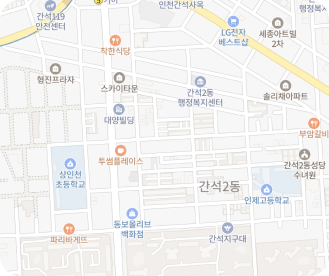 간석119
안전센터
인천간석사옥
행정복지
착한식당
LG전자
베스트샵
세종아트빌
2차
형진프라자
스카이타운
간석2동
행정복지센터
솔리채아파트
대양빌딩
부암갈비
상인천
초등학교
투썸플레이스
간석2동성당
수녀원
간석2동
인제고등학교
동보올리브
백화점
파리바게뜨
간석지구대